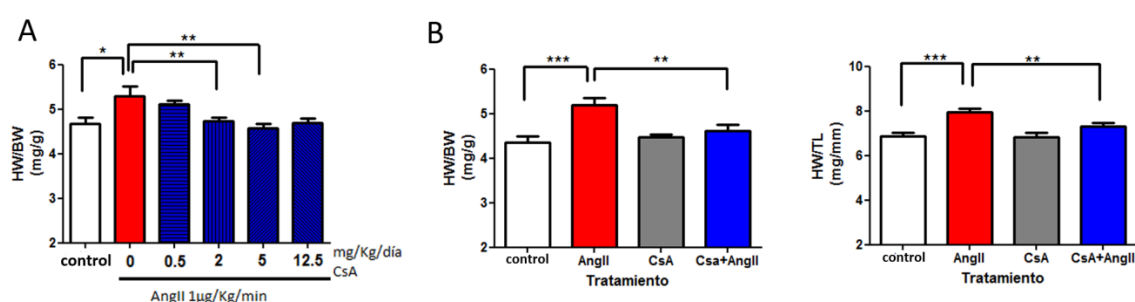 A
*
**
**
HW/BW
(mg/g)
6
5
4
3
2
control
0
0.5
2
5
12.5
mg/Kg/día
CsA
AngII 1µg/Kg/min
B
***
**
HW/BW
(mg/g)
6
5
4
3
2
control
AngII
CsA
Csa+AngII
Tratamiento
***
**
HW/TL
(mg/mm)
10
8
6
4
2
control
AngII
CsA
CsA+AngII
Tratamiento